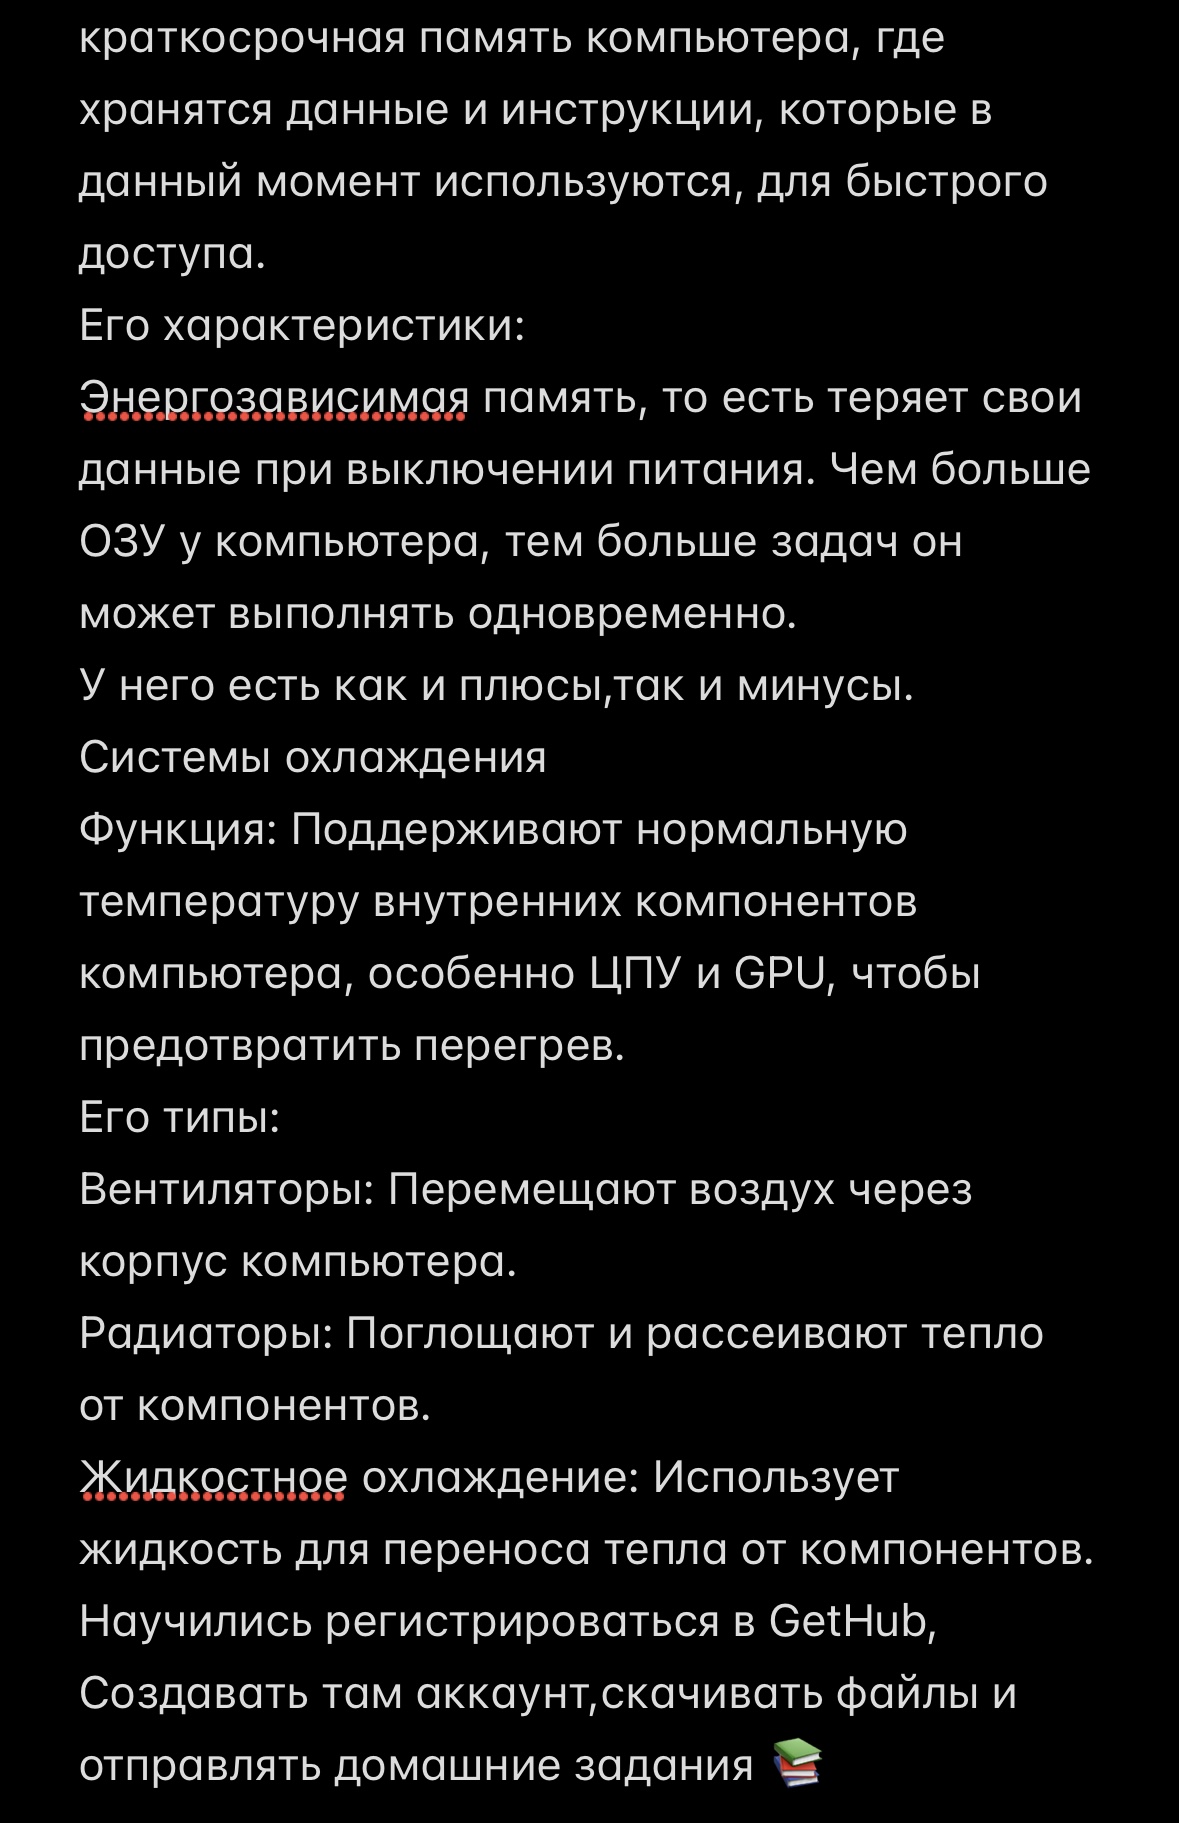 краткосрочная память компьютера, где
хранятся данные и инструкции, которые в
данный момент используются, для быстрого
доступа.
Его характеристики:
Энергозависимая память, то есть теряет свои
данные при выключении питания. Чем больше
ОЗУ у компьютера, тем больше задач он
может выполнять одновременно.
У него есть как и плюсы,так и минусы.
Системы охлаждения
Функция: Поддерживают нормальную
температуру внутренних компонентов
компьютера, особенно ЦПУ и GPU, чтобы
предотвратить перегрев.
Его типы:
Вентиляторы: Перемещают воздух через
корпус компьютера.
Радиаторы: Поглощают и рассеивают тепло
от компонентов.
Жидкостное охлаждение: Использует
жидкость для переноса тепла от компонентов.
Научились регистрироваться в GetHub,
Создавать там аккаунт,скачивать файлы и
отправлять домашние задания 📚